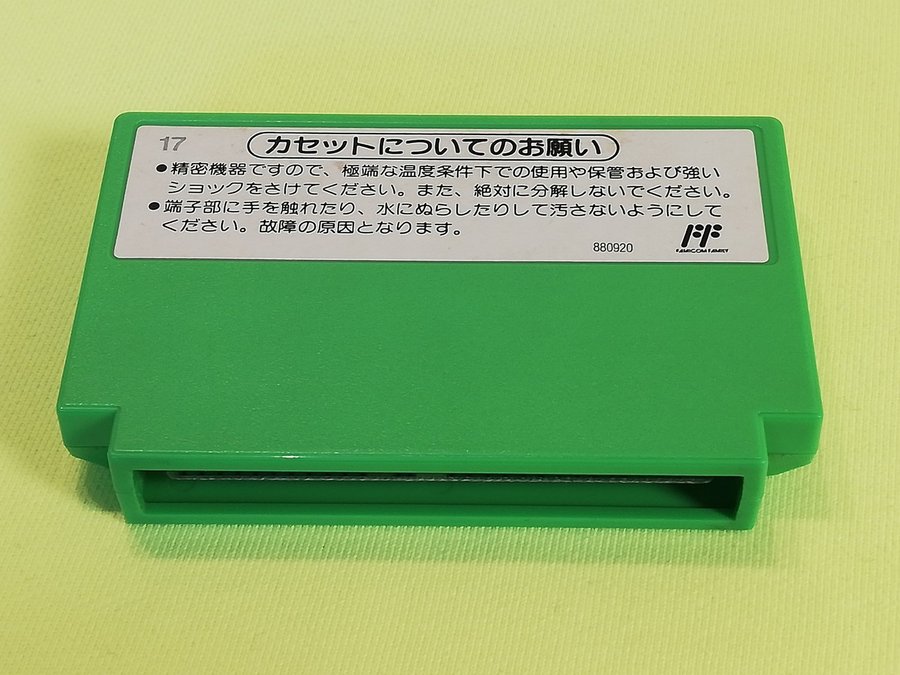 17
カセットについてのお願い
●精密機器ですので、極端な温度条件下での使用や保管および強い
ショックをさけてください。また、絶対に分解しないでください。
●端子部に手を触れたり、水にぬらしたりして汚さないようにして
ください。故障の原因となります。
880920
FF
FAMICOM FAMILY